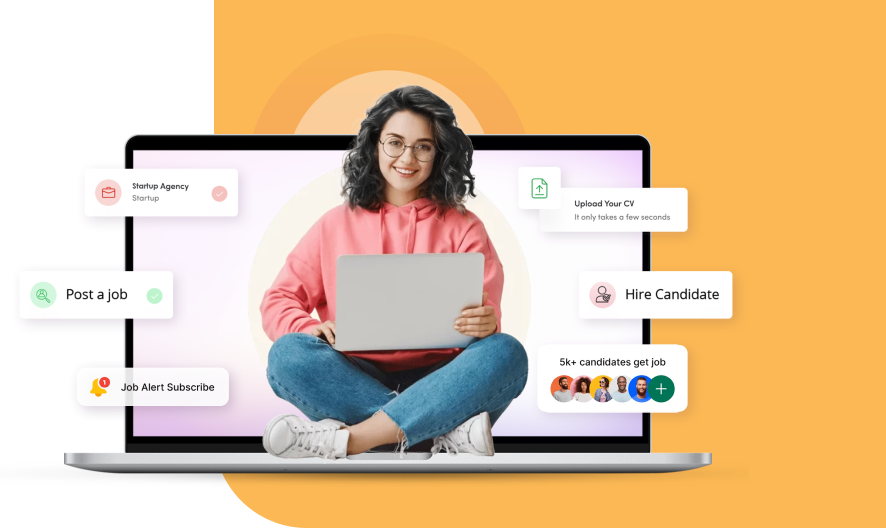 Startup Agency
Startup
Upload Your CV
It only takes a few seconds
Post a job
Hire Candidate
5k+ candidates get job
1
Job Alert Subscribe